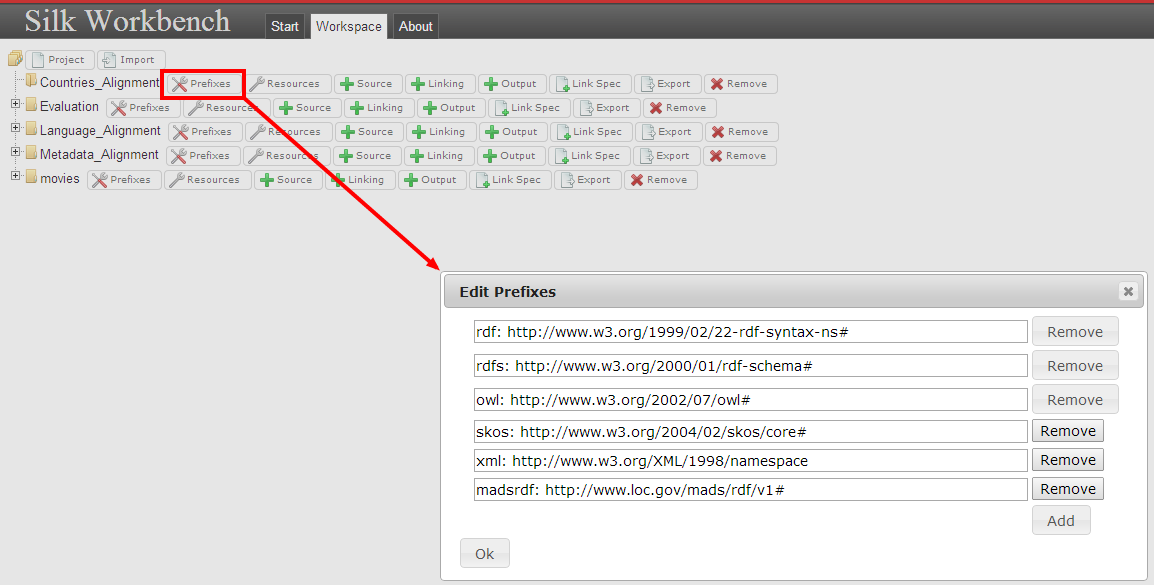 Silk Workbench Start Workspace About
Project Import
Countries_Alignment Prefixes Resources Source Linking Output Link Spec Export Remove
Evaluation Prefixes Resources Source Linking Output Link Spec Export Remove
Language_Alignment Prefixes Resources Source Linking Output Link Spec Export Remove
Metadata_Alignment Prefixes Resources Source Linking Output Link Spec Export Remove
movies Prefixes Resources Source Linking Output Link Spec Export Remove
Edit Prefixes
rdf: http://www.w3.org/1999/02/22-rdf-syntax-ns# Remove
rdfs: http://www.w3.org/2000/01/rdf-schema# Remove
owl: http://www.w3.org/2002/07/owl# Remove
skos: http://www.w3.org/2004/02/skos/core# Remove
xml: http://www.w3.org/XML/1998/namespace Remove
madsrdf: http://www.loc.gov/mads/rdf/v1# Remove
Add
Ok